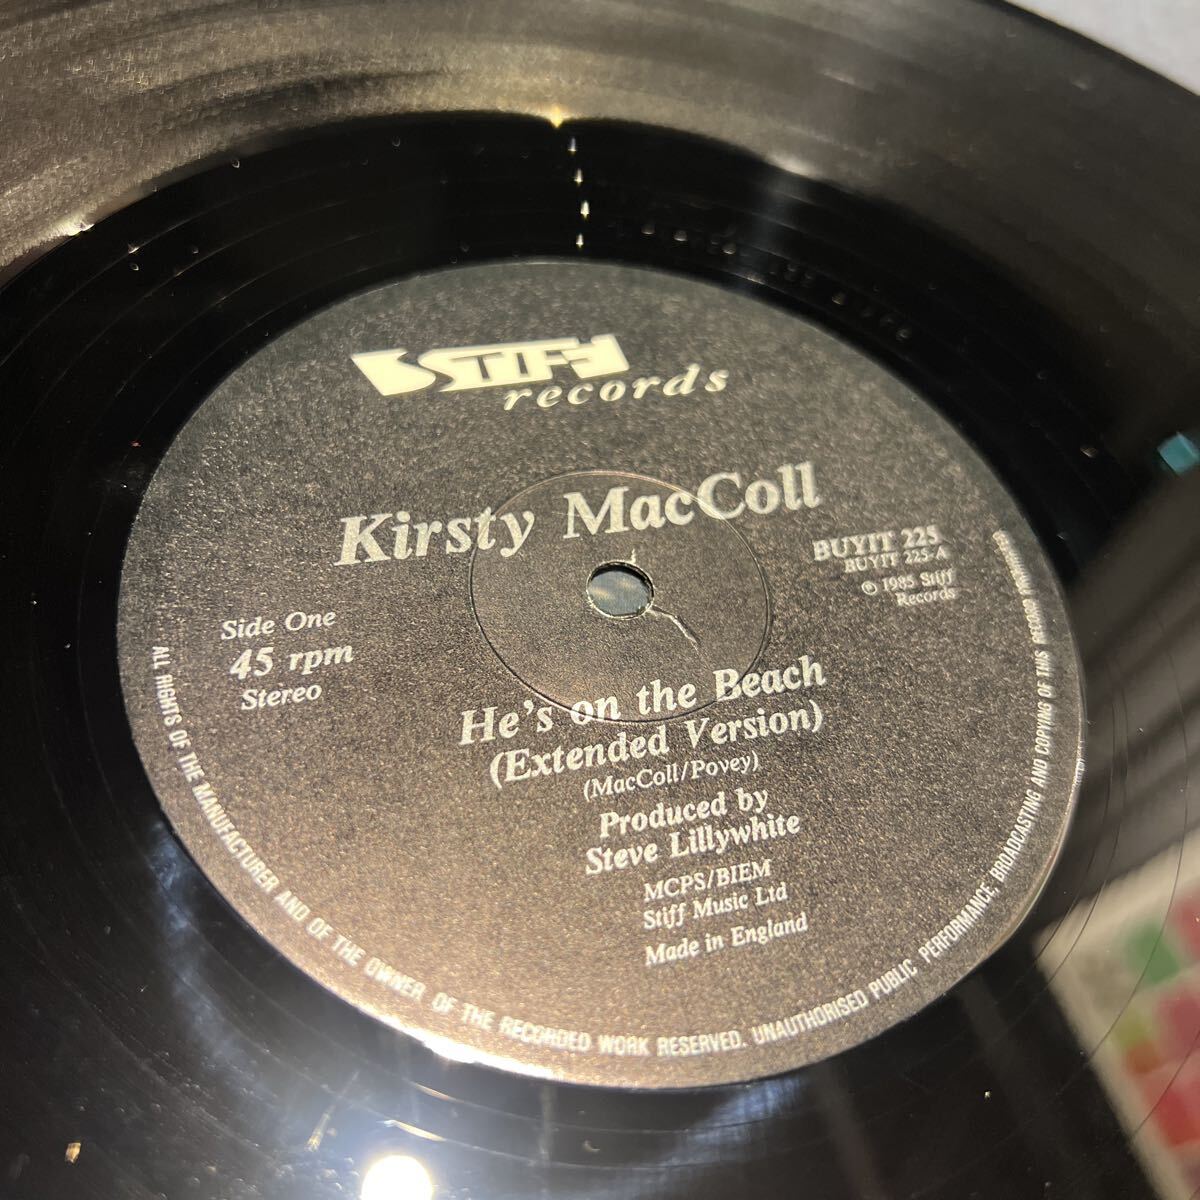 STIFF
records
Kirsty MacColl
BUYIT 225
BUYIT 225-A
℗ 1985 Stiff
Records
Side One
45 rpm
Stereo
He's on the Beach
(Extended Version)
(MacColl/Povey)
Produced by
Steve Lillywhite
MCPS/BIEM
Stiff Music Ltd
Made in England
ALL RIGHTS OF THE MANUFACTURER AND OF THE OWNER OF THE RECORDED WORK RESERVED. UNAUTHORISED PUBLIC PERFORMANCE, BROADCASTING AND COPYING OF THIS RECORD PROHIBITED